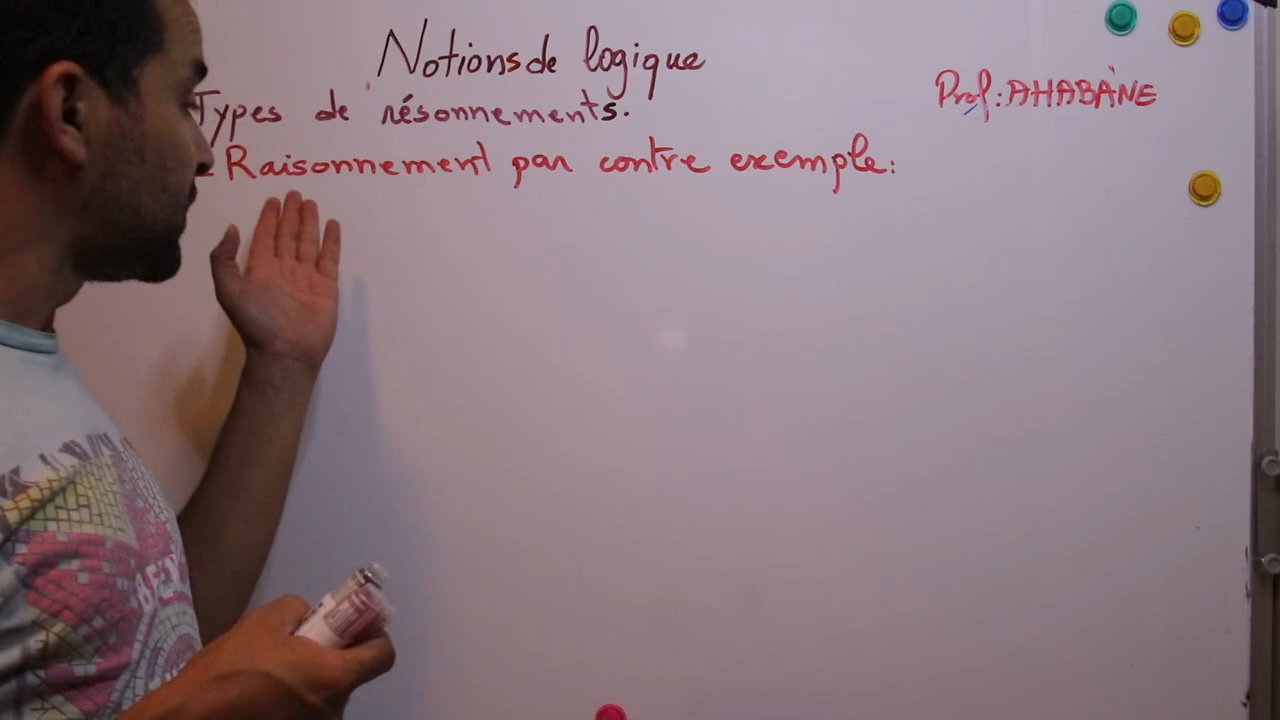 Notions de logique
Prof: AHABANE
Types de résonnements.
Raisonnement par contre exemple: